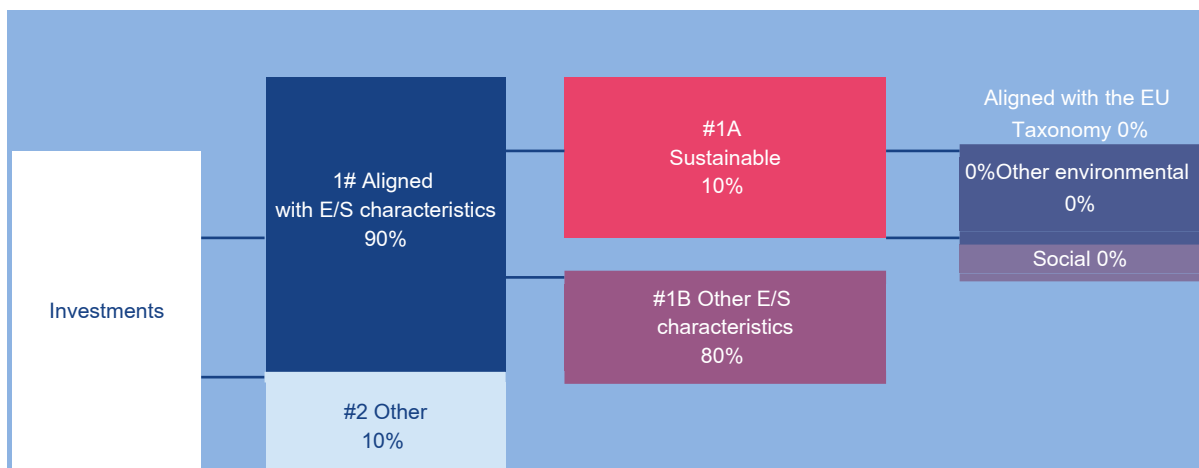 Investments
1# Aligned
with E/S characteristics
90%
#2 Other
10%
#1A
Sustainable
10%
#1B Other E/S
characteristics
80%
Aligned with the EU
Taxonomy 0%
0%Other environmental
0%
Social 0%